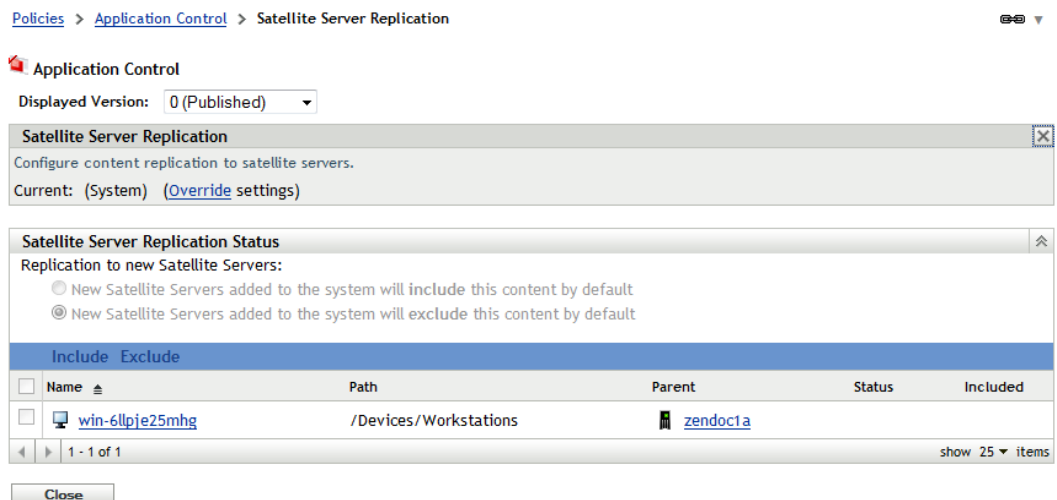 Policies > Application Control > Satellite Server Replication
Application Control
Displayed Version: 0 (Published)
Satellite Server Replication
Configure content replication to satellite servers.
Current: (System) (Override settings)
Satellite Server Replication Status
Replication to new Satellite Servers:
New Satellite Servers added to the system will include this content by default
New Satellite Servers added to the system will exclude this content by default
Include Exclude
Name Path Parent Status Included
win-6llpje25mhg /Devices/Workstations zendoc1a
1 - 1 of 1 show 25 items
Close